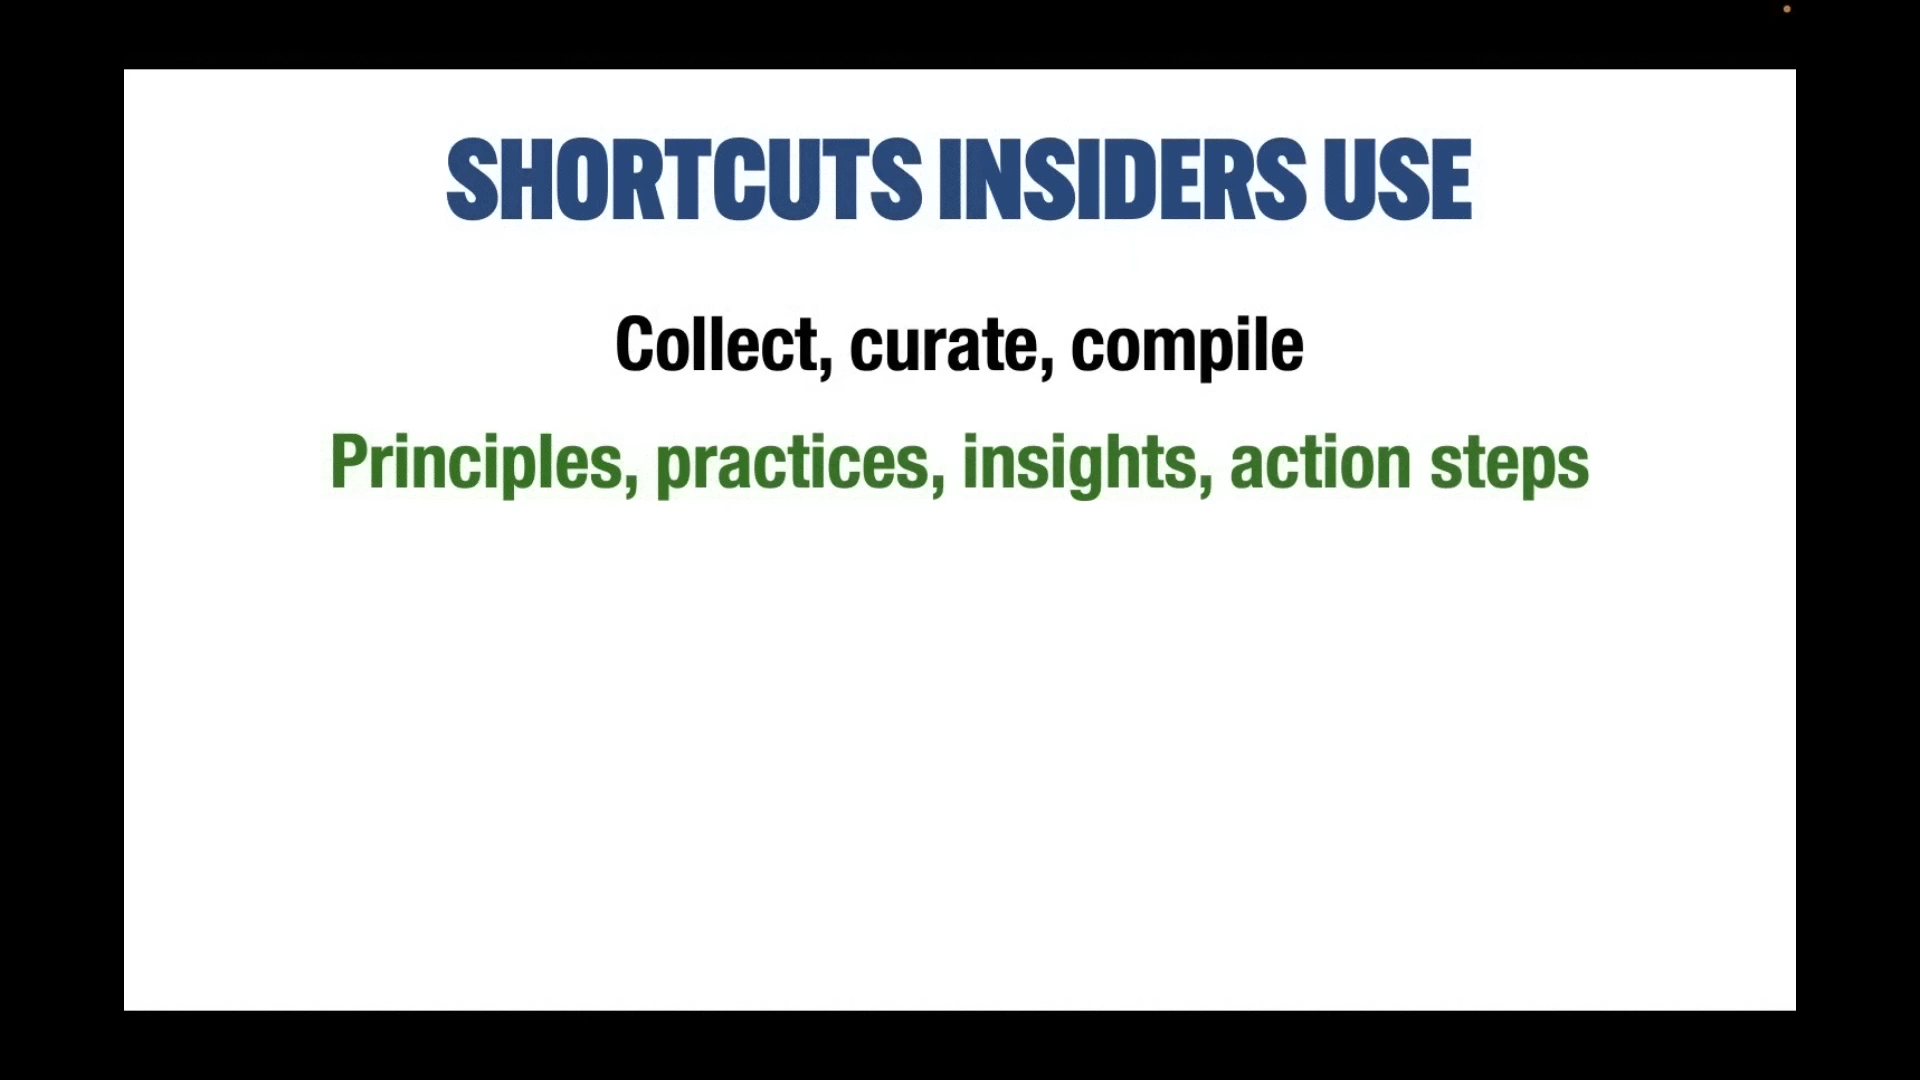 SHORTCUTS INSIDERS USE
Collect, curate, compile
Principles, practices, insights, action steps